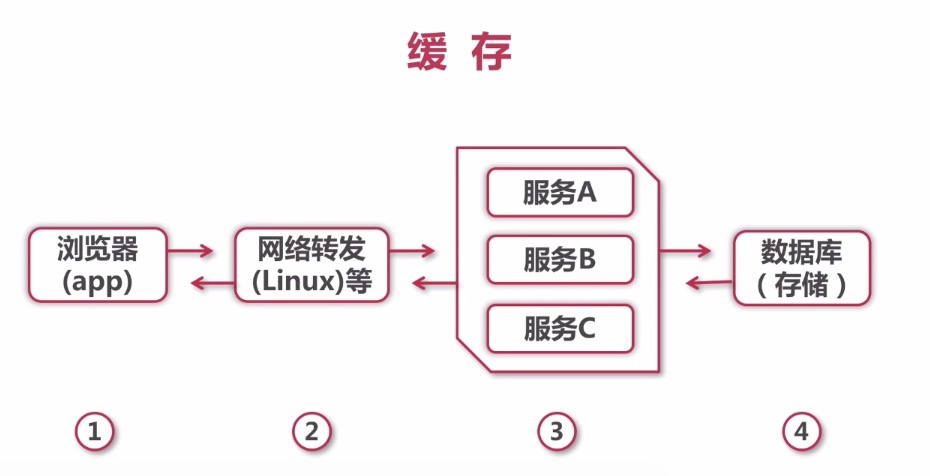 缓 存
浏览器
(app)
网络转发
(Linux)等
服务A
服务B
服务C
数据库
（存储）
1
2
3
4